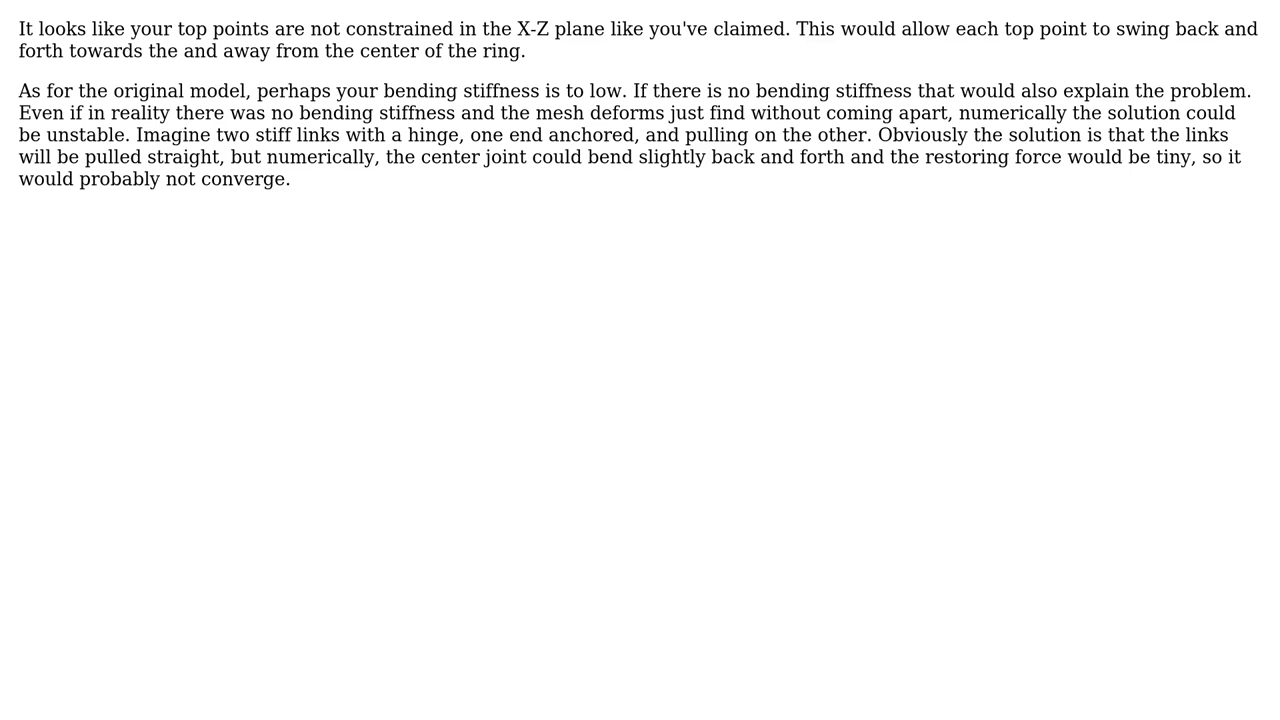 It looks like your top points are not constrained in the X-Z plane like you've claimed. This would allow each top point to swing back and
forth towards the and away from the center of the ring.
As for the original model, perhaps your bending stiffness is to low. If there is no bending stiffness that would also explain the problem.
Even if in reality there was no bending stiffness and the mesh deforms just find without coming apart, numerically the solution could
be unstable. Imagine two stiff links with a hinge, one end anchored, and pulling on the other. Obviously the solution is that the links
will be pulled straight, but numerically, the center joint could bend slightly back and forth and the restoring force would be tiny, so it
would probably not converge.